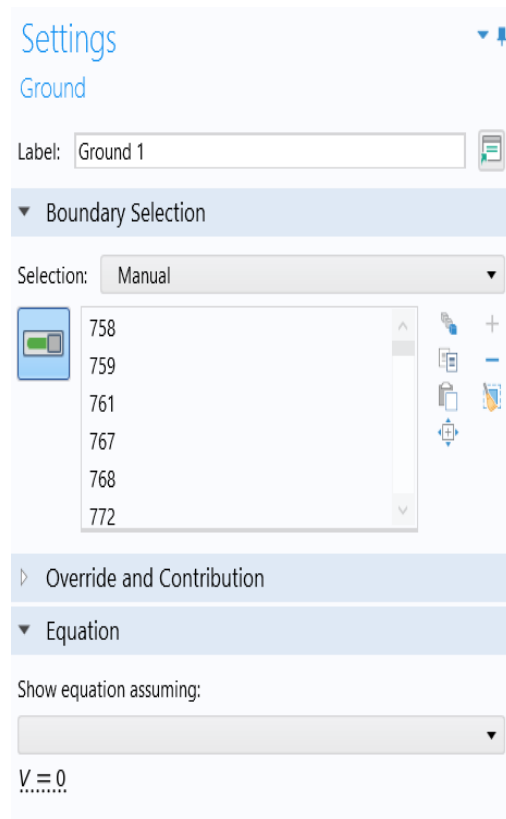 Settings
Ground
Label: Ground 1
Boundary Selection
Selection: Manual
758
759
761
767
768
772
Override and Contribution
Equation
Show equation assuming:
V = 0